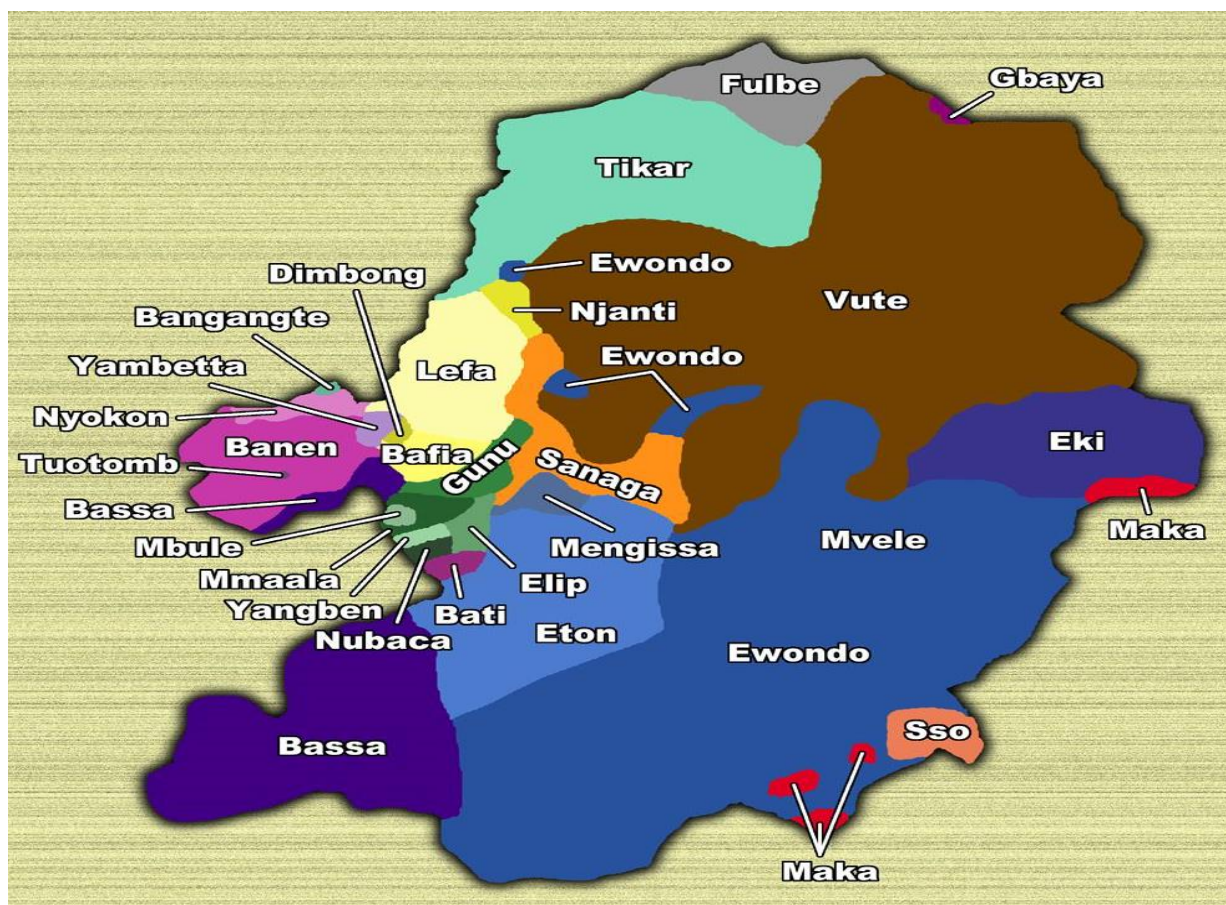 Fulbe
Gbaya
Tikar
Ewondo
Dimbong
Vute
Njanti
Bangangte
Ewondo
Yambetta
Lefa
Nyokon
Banen
Bafia
Gunu
Eki
Tuotomb
Sanaga
Bassa
Maka
Mbule
Mengissa
Mvele
Mmaala
Elip
Yangben
Bati
Nubaca
Eton
Ewondo
Sso
Bassa
Maka